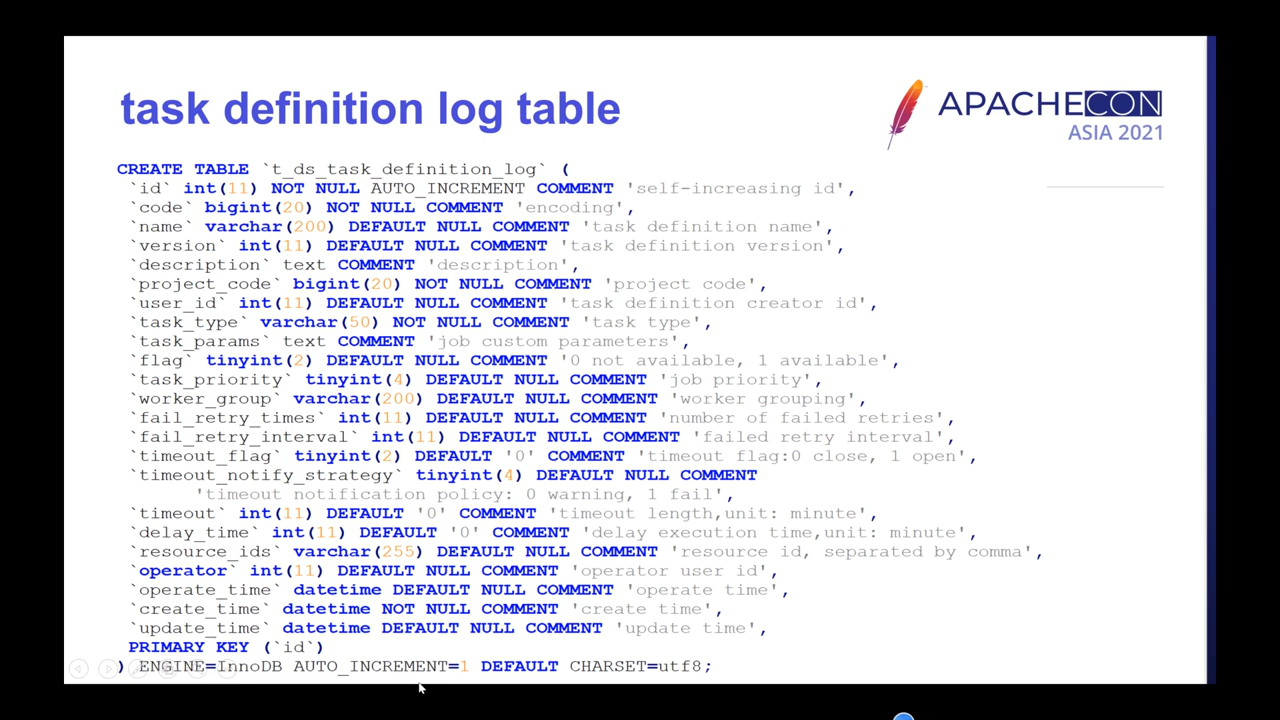 task definition log table
APACHECON
ASIA 2021
CREATE TABLE `t_ds_task_definition_log` (
`id` int(11) NOT NULL AUTO_INCREMENT COMMENT 'self-increasing id',
`code` bigint(20) NOT NULL COMMENT 'encoding',
`name` varchar(200) DEFAULT NULL COMMENT 'task definition name',
`version` int(11) DEFAULT NULL COMMENT 'task definition version',
`description` text COMMENT 'description',
`project_code` bigint(20) NOT NULL COMMENT 'project code',
`user_id` int(11) DEFAULT NULL COMMENT 'task definition creator id',
`task_type` varchar(50) NOT NULL COMMENT 'task type',
`task_params` text COMMENT 'job custom parameters',
`flag` tinyint(2) DEFAULT NULL COMMENT '0 not available, 1 available',
`task_priority` tinyint(4) DEFAULT NULL COMMENT 'job priority',
`worker_group` varchar(200) DEFAULT NULL COMMENT 'worker grouping',
`fail_retry_times` int(11) DEFAULT NULL COMMENT 'number of failed retries',
`fail_retry_interval` int(11) DEFAULT NULL COMMENT 'failed retry interval',
`timeout_flag` tinyint(2) DEFAULT '0' COMMENT 'timeout flag:0 close, 1 open',
`timeout_notify_strategy` tinyint(4) DEFAULT NULL COMMENT
'timeout notification policy: 0 warning, 1 fail',
`timeout` int(11) DEFAULT '0' COMMENT 'timeout length,unit: minute',
`delay_time` int(11) DEFAULT '0' COMMENT 'delay execution time,unit: minute',
`resource_ids` varchar(255) DEFAULT NULL COMMENT 'resource id, separated by comma',
`operator` int(11) DEFAULT NULL COMMENT 'operator user id',
`operate_time` datetime DEFAULT NULL COMMENT 'operate time',
`create_time` datetime NOT NULL COMMENT 'create time',
`update_time` datetime DEFAULT NULL COMMENT 'update time',
PRIMARY KEY (`id`)
) ENGINE=InnoDB AUTO_INCREMENT=1 DEFAULT CHARSET=utf8;